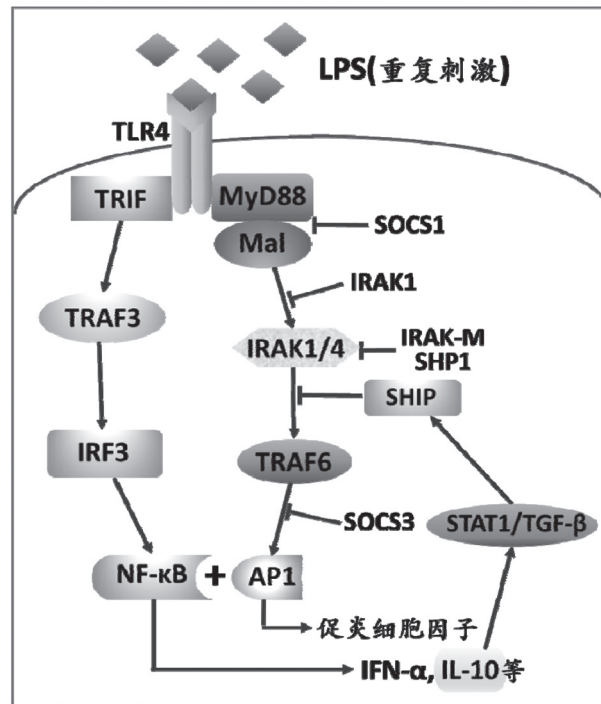 LPS(重复刺激)
TLR4
TRIF
MyD88
SOCS1
Mal
IRAK1
TRAF3
IRAK1/4
IRAK-M
SHP1
SHIP
IRF3
TRAF6
SOCS3
STAT1/TGF-β
NF-κB + AP1
促炎细胞因子
IFN-α, IL-10等